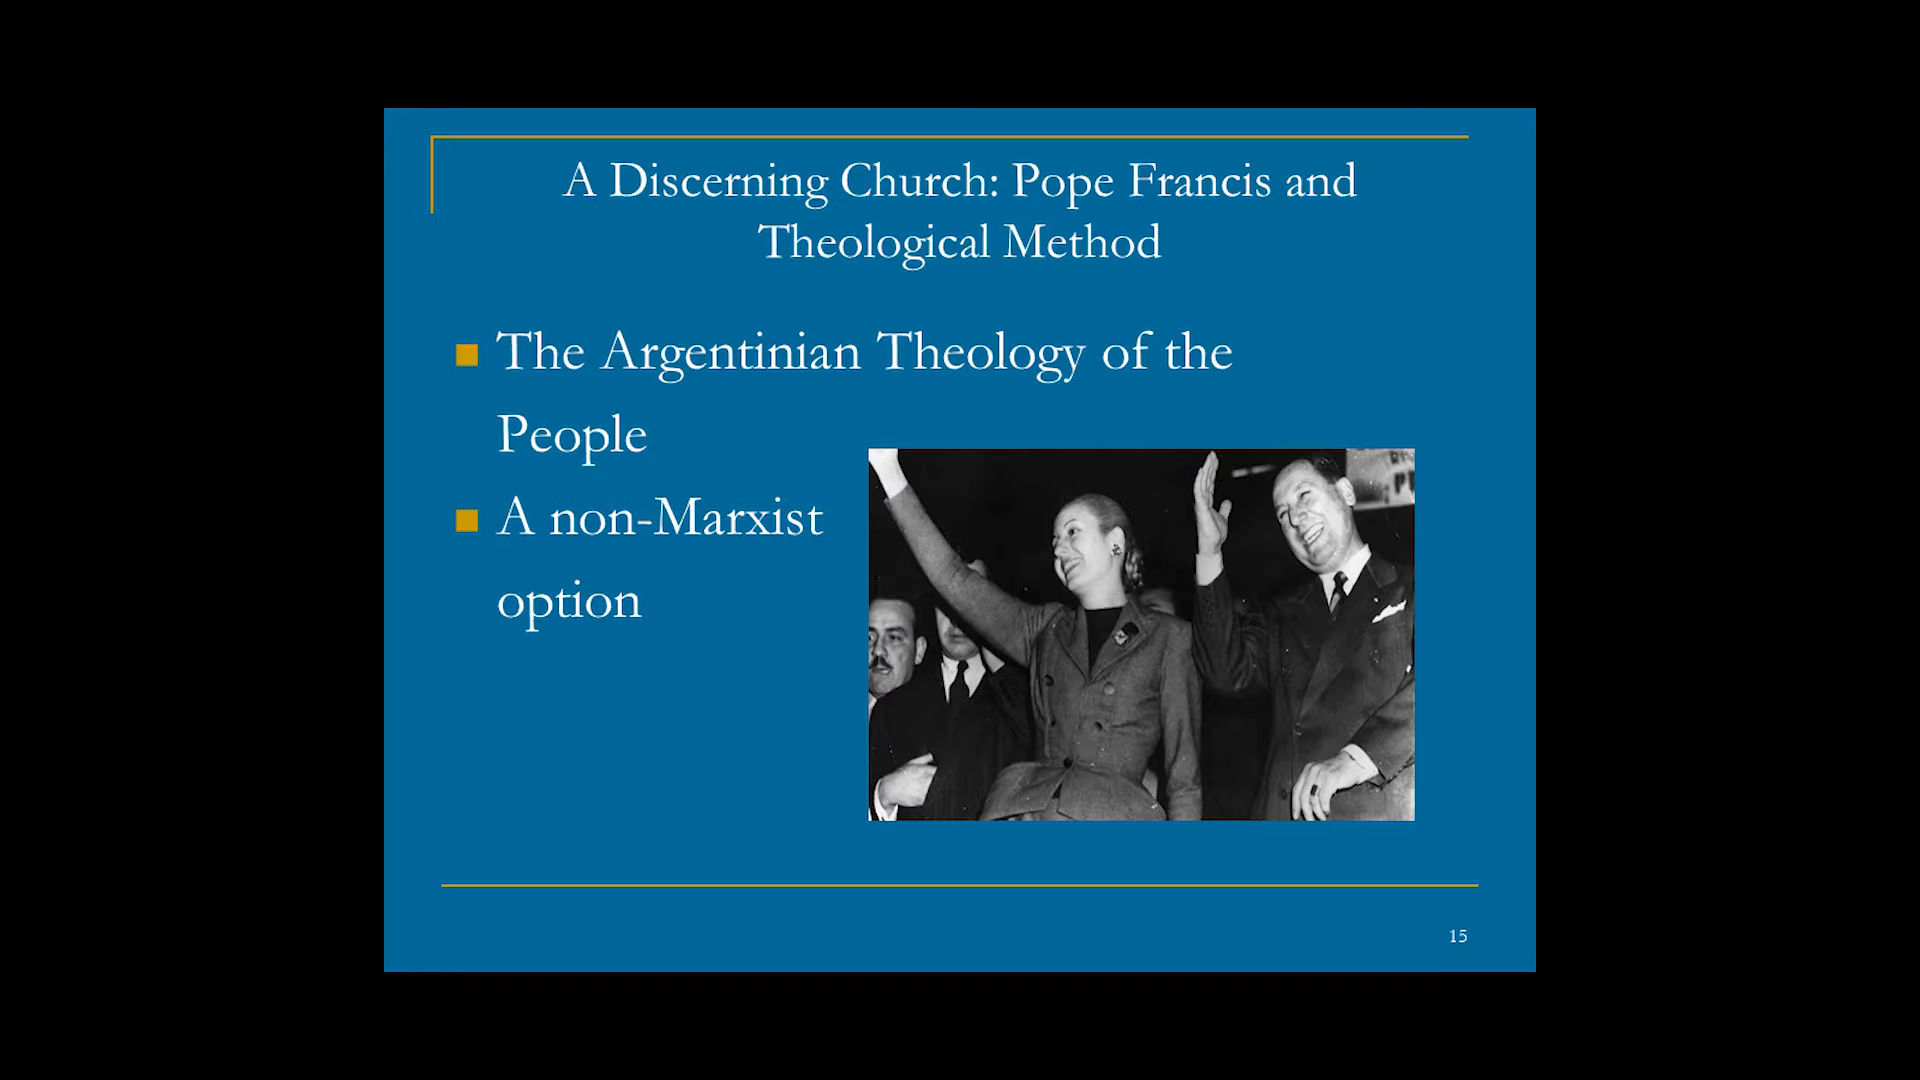 A Discerning Church: Pope Francis and
Theological Method
The Argentinian Theology of the
People
A non-Marxist
option
15